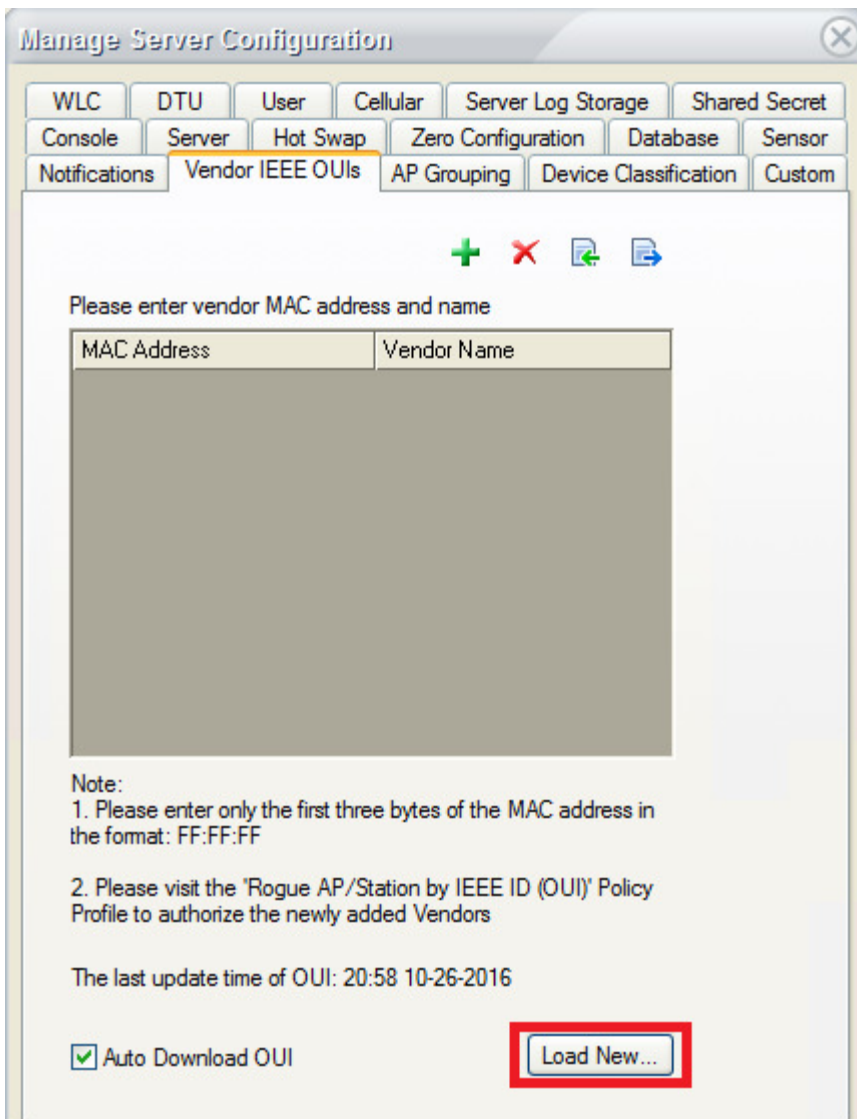 Manage Server Configuration
WLC DTU User Cellular Server Log Storage Shared Secret
Console Server Hot Swap Zero Configuration Database Sensor
Notifications Vendor IEEE OUIs AP Grouping Device Classification Custom
Please enter vendor MAC address and name
MAC Address Vendor Name
Note:
1. Please enter only the first three bytes of the MAC address in
the format: FF:FF:FF
2. Please visit the 'Rogue AP/Station by IEEE ID (OUI)' Policy
Profile to authorize the newly added Vendors
The last update time of OUI: 20:58 10-26-2016
Auto Download OUI Load New...